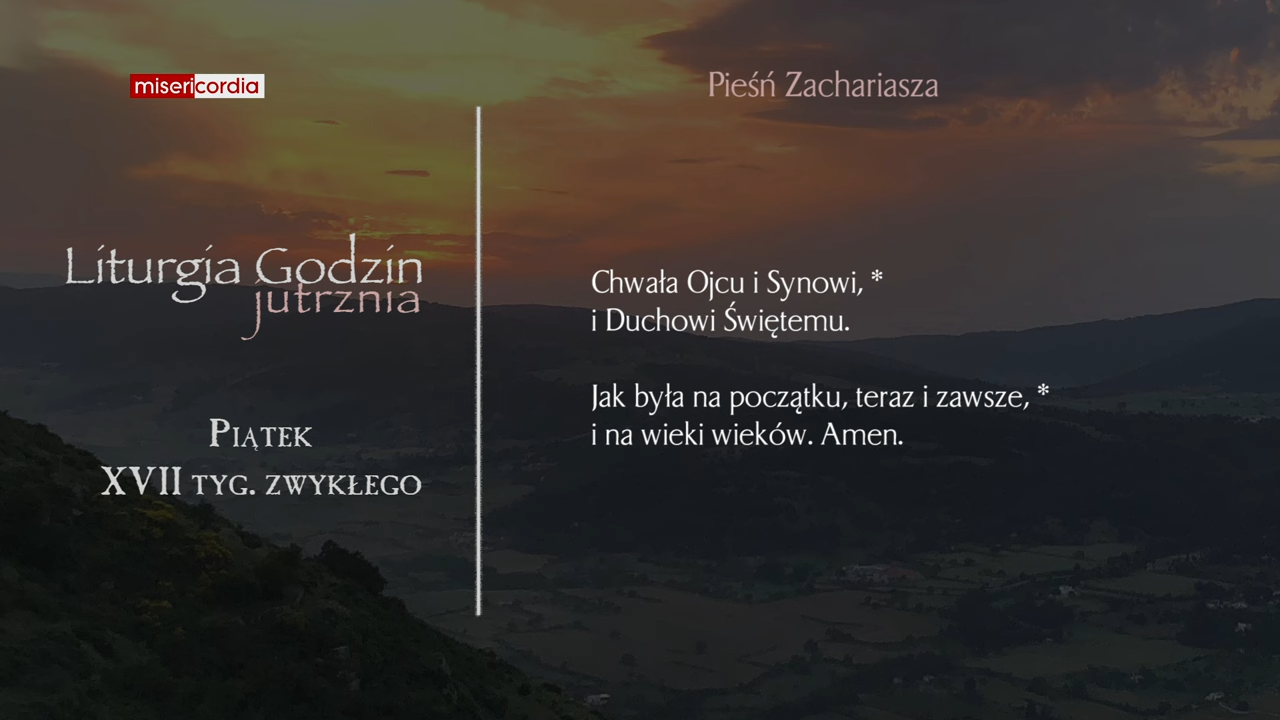 misericordia
Liturgia Godzin
jutrznia
Piątek
XVII tyg. zwykłego
Pieśń Zachariasza
Chwała Ojcu i Synowi, *
i Duchowi Świętemu.
Jak była na początku, teraz i zawsze, *
i na wieki wieków. Amen.